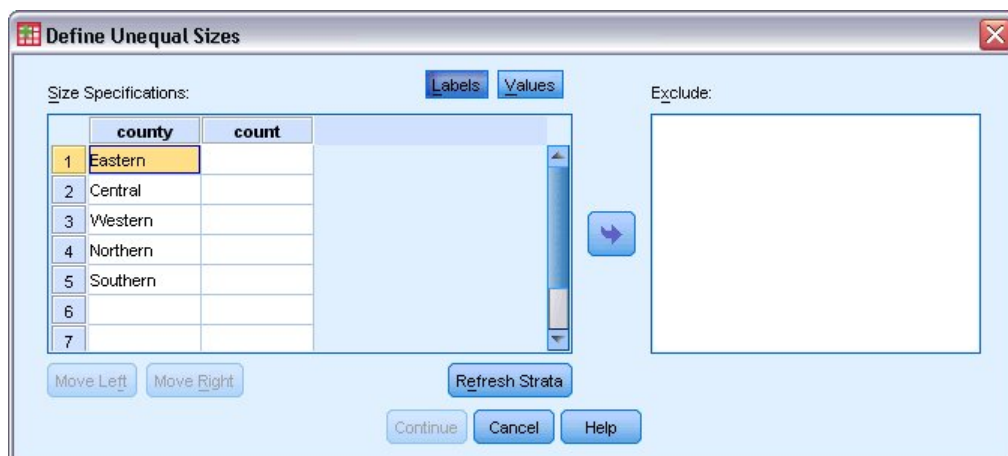 Define Unequal Sizes
Size Specifications:
Labels Values
Exclude:
county count
1 Eastern
2 Central
3 Western
4 Northern
5 Southern
6
7
Move Left Move Right Refresh Strata
Continue Cancel Help